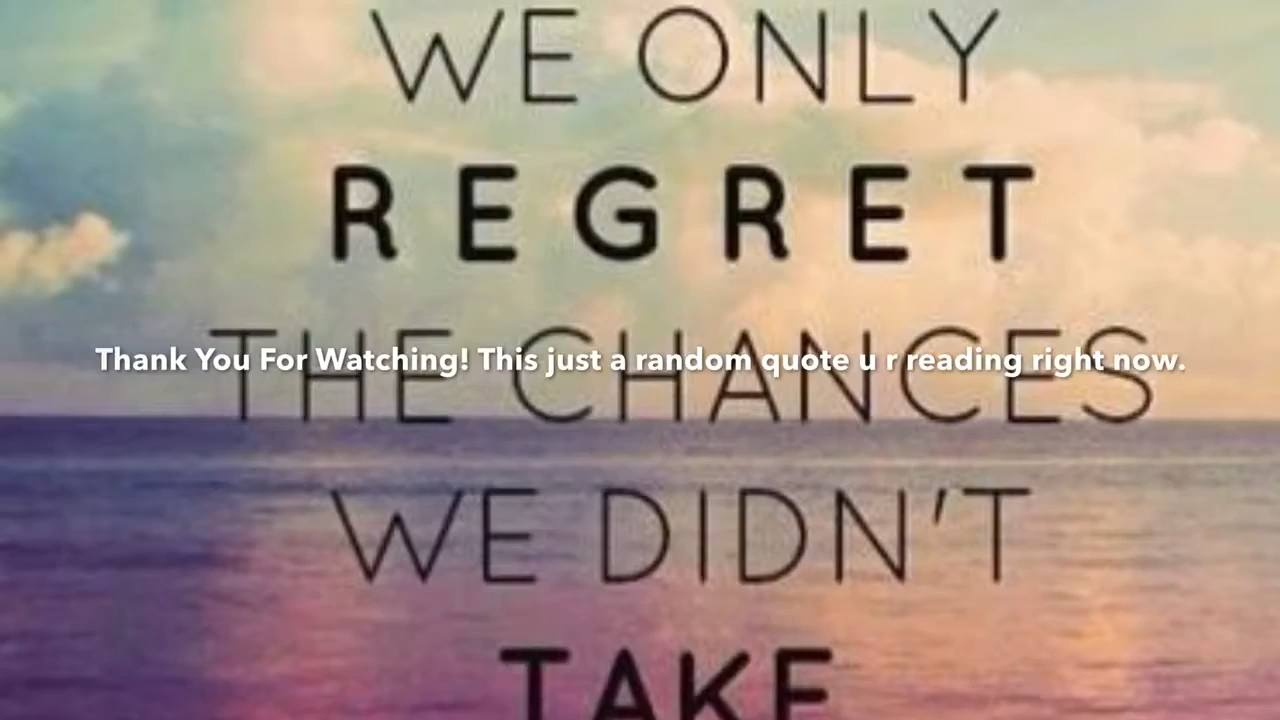 WE ONLY
REGRET
THE CHANCES
Thank You For Watching! This just a random quote u r reading right now.
WE DIDN'T
TAKE